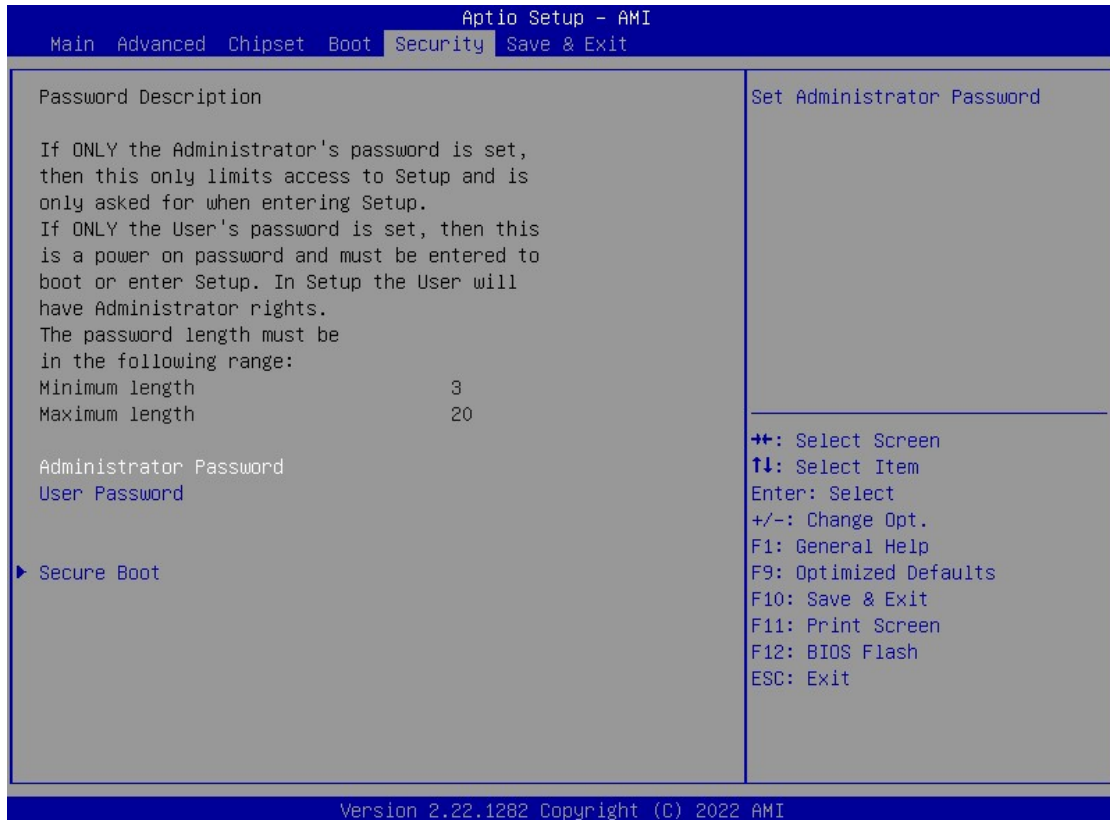 Aptio Setup – AMI
Main Advanced Chipset Boot Security Save & Exit
Password Description
If ONLY the Administrator's password is set,
then this only limits access to Setup and is
only asked for when entering Setup.
If ONLY the User's password is set, then this
is a power on password and must be entered to
boot or enter Setup. In Setup the User will
have Administrator rights.
The password length must be
in the following range:
Minimum length 3
Maximum length 20
Administrator Password
User Password
Secure Boot
Set Administrator Password
→←: Select Screen
↑↓: Select Item
Enter: Select
+/-: Change Opt.
F1: General Help
F9: Optimized Defaults
F10: Save & Exit
F11: Print Screen
F12: BIOS Flash
ESC: Exit
Version 2.22.1282 Copyright (C) 2022 AMI